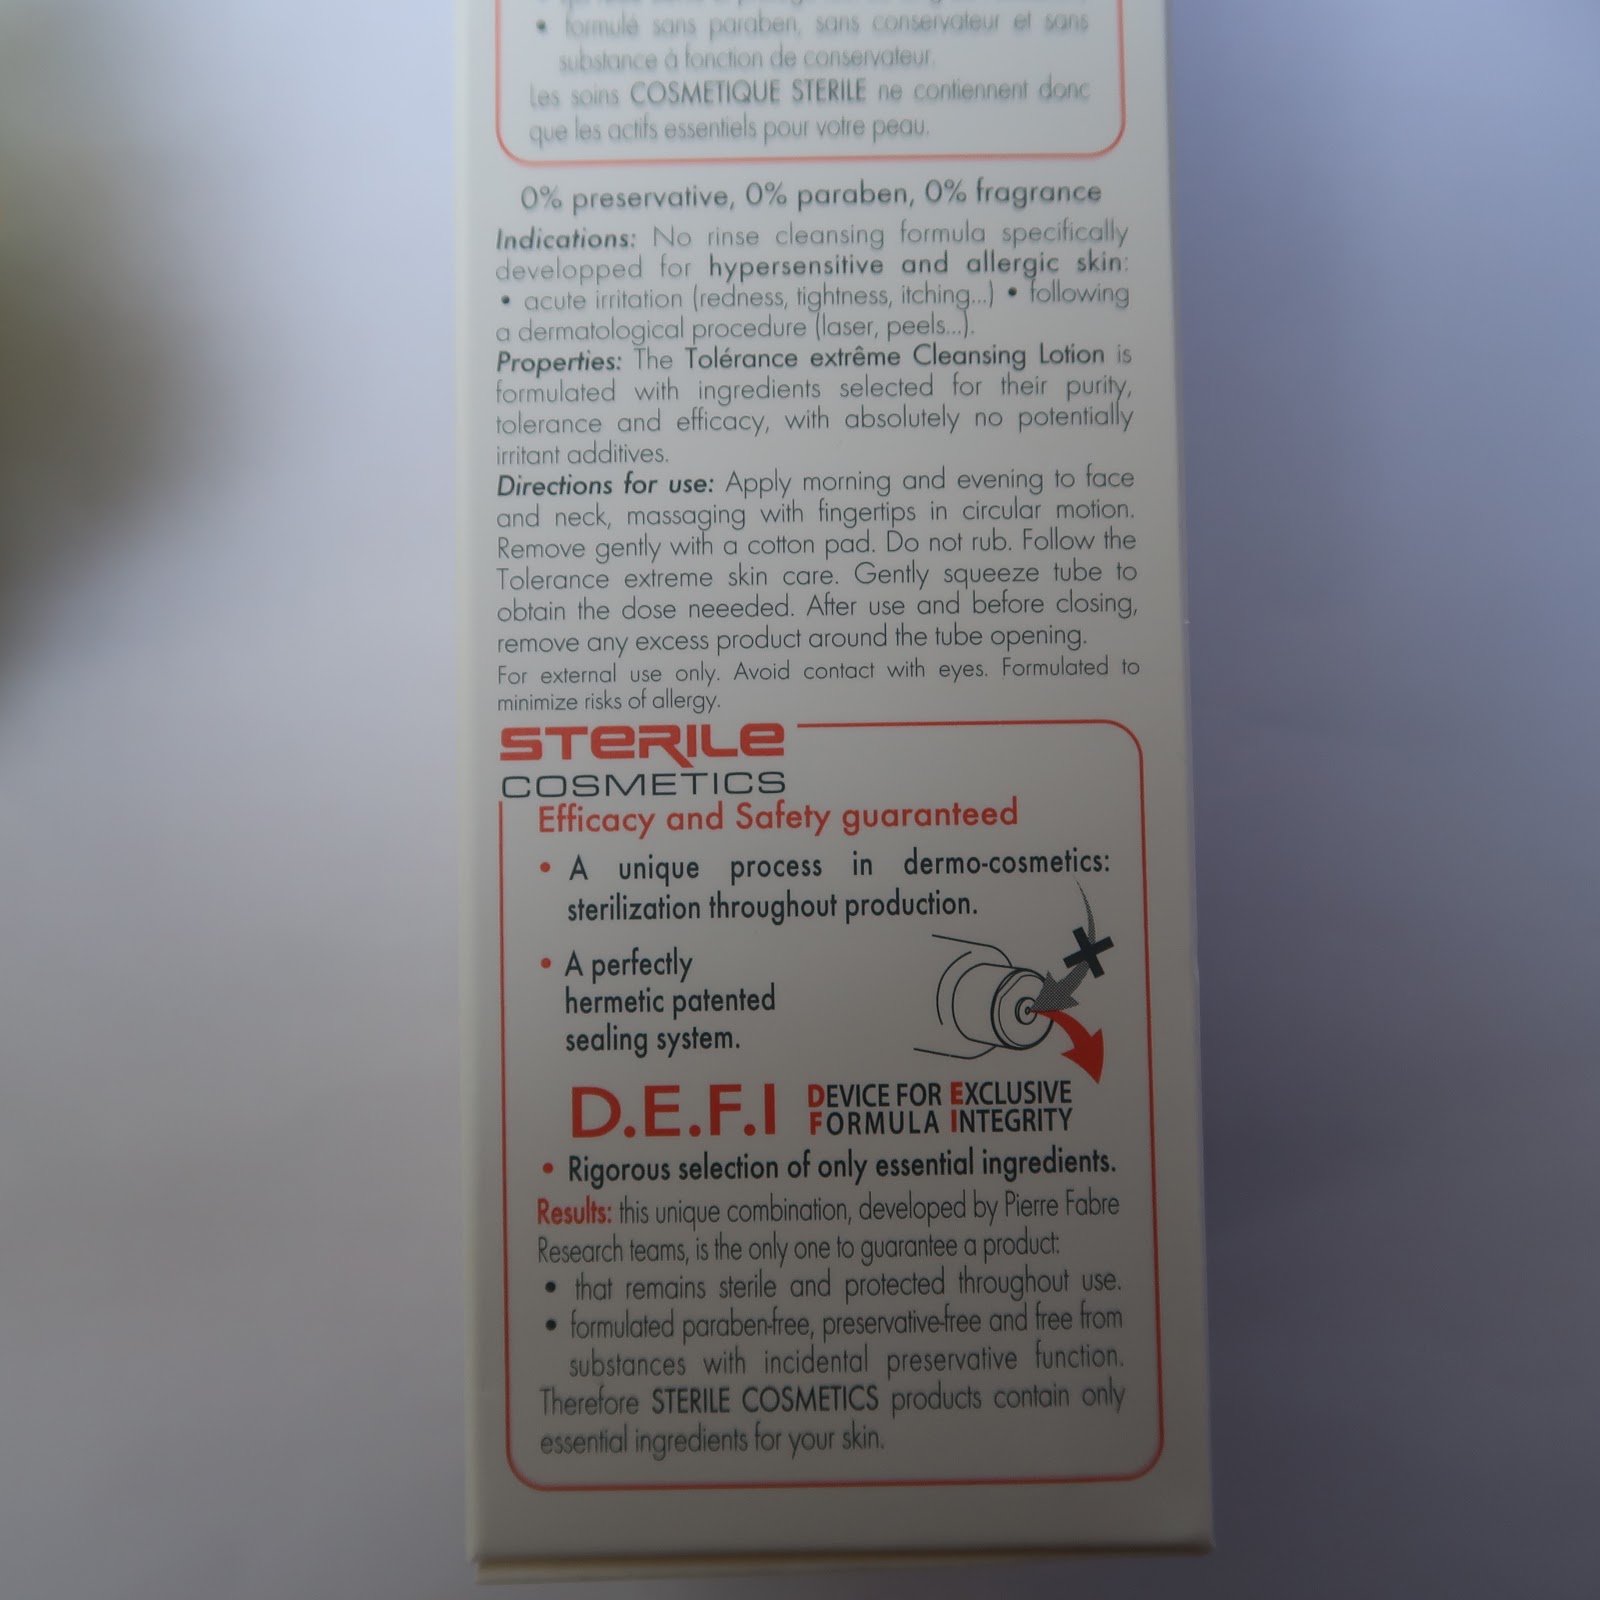 • formulé sans paraben, sans conservateur et sans
substance à fonction de conservateur.
Les soins COSMETIQUE STERILE ne contiennent donc
que les actifs essentiels pour votre peau.
0% preservative, 0% paraben, 0% fragrance
Indications: No rinse cleansing formula specifically
developped for hypersensitive and allergic skin:
• acute irritation (redness, tightness, itching...) • following
a dermatological procedure (laser, peels...).
Properties: The Tolérance extrême Cleansing Lotion is
formulated with ingredients selected for their purity,
tolerance and efficacy, with absolutely no potentially
irritant additives.
Directions for use: Apply morning and evening to face
and neck, massaging with fingertips in circular motion.
Remove gently with a cotton pad. Do not rub. Follow the
Tolerance extreme skin care. Gently squeeze tube to
obtain the dose neeeded. After use and before closing,
remove any excess product around the tube opening.
For external use only. Avoid contact with eyes. Formulated to
minimize risks of allergy.
STERILE
COSMETICS
Efficacy and Safety guaranteed
• A unique process in dermo-cosmetics:
sterilization throughout production.
• A perfectly
hermetic patented
sealing system.
D.E.F.I DEVICE FOR EXCLUSIVE
FORMULA INTEGRITY
• Rigorous selection of only essential ingredients.
Results: this unique combination, developed by Pierre Fabre
Research teams, is the only one to guarantee a product:
• that remains sterile and protected throughout use.
• formulated paraben-free, preservative-free and free from
substances with incidental preservative function.
Therefore STERILE COSMETICS products contain only
essential ingredients for your skin.